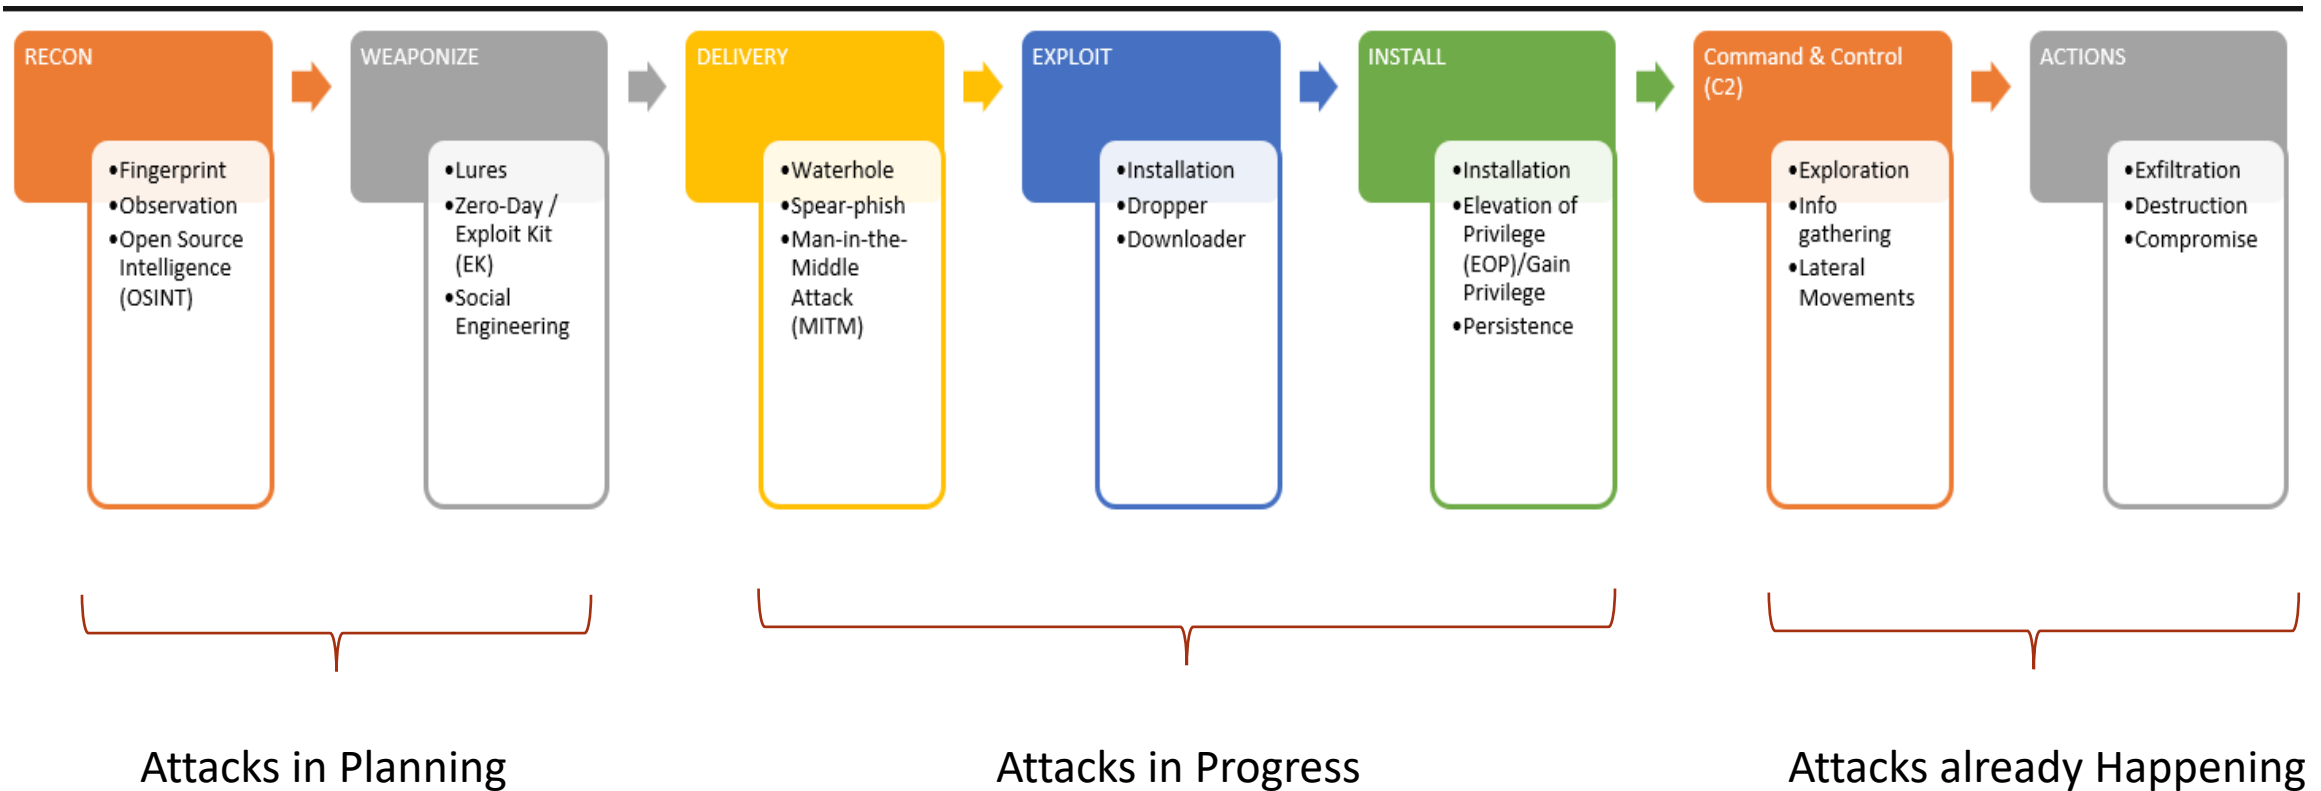 RECON
•Fingerprint
•Observation
•Open Source
Intelligence
(OSINT)
WEAPONIZE
•Lures
•Zero-Day /
Exploit Kit
(EK)
•Social
Engineering
DELIVERY
•Waterhole
•Spear-phish
•Man-in-the-
Middle
Attack
(MITM)
EXPLOIT
•Installation
•Dropper
•Downloader
INSTALL
•Installation
•Elevation of
Privilege
(EOP)/Gain
Privilege
•Persistence
Command & Control
(C2)
•Exploration
•Info
gathering
•Lateral
Movements
ACTIONS
•Exfiltration
•Destruction
•Compromise
Attacks in Planning
Attacks in Progress
Attacks already Happening